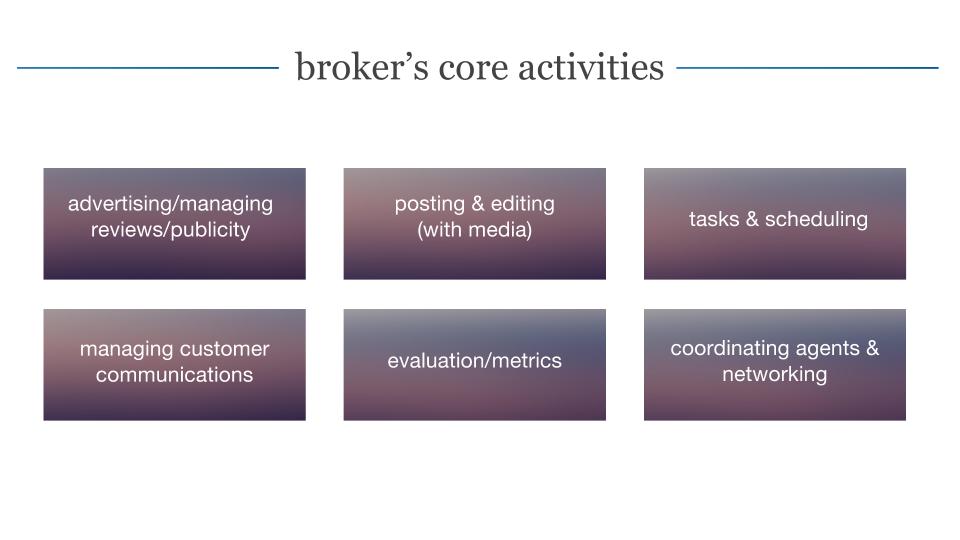 broker’s core activities
advertising/managing
reviews/publicity
posting & editing
(with media)
tasks & scheduling
managing customer
communications
evaluation/metrics
coordinating agents &
networking